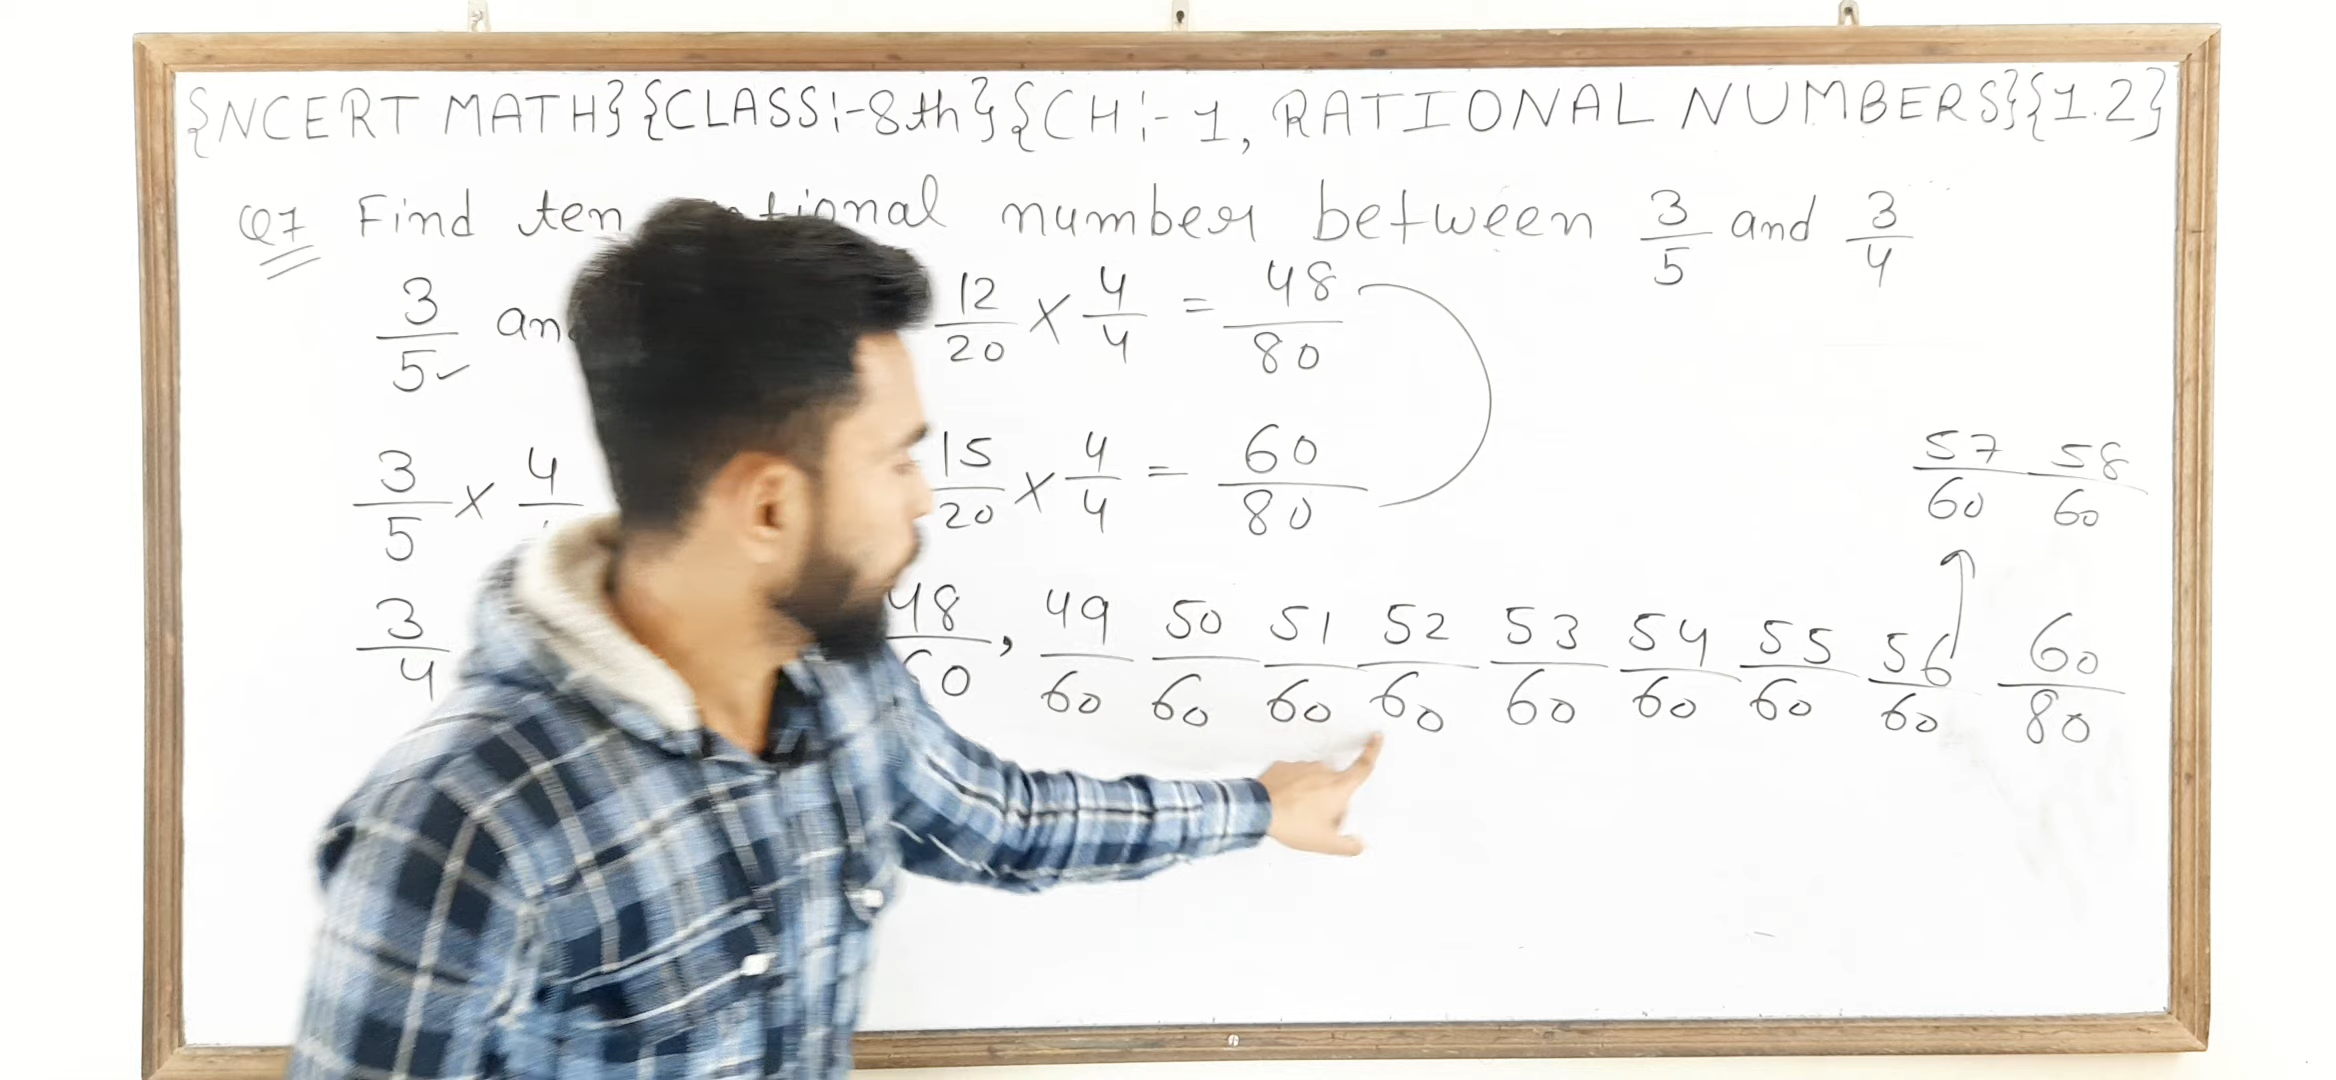 {NCERT MATH}{CLASS:-8th}{CH:-1, RATIONAL NUMBERS}{1.2}
Q7 Find ten tional number between 3/5 and 3/4
3/5 and 12/20 × 4/4 = 48/80
3/5 × 4 15/20 × 4/4 = 60/80
57/60 58/60
3/4 48/60, 49/60 50/60 51/60 52/60 53/60 54/60 55/60 56/60 60/80